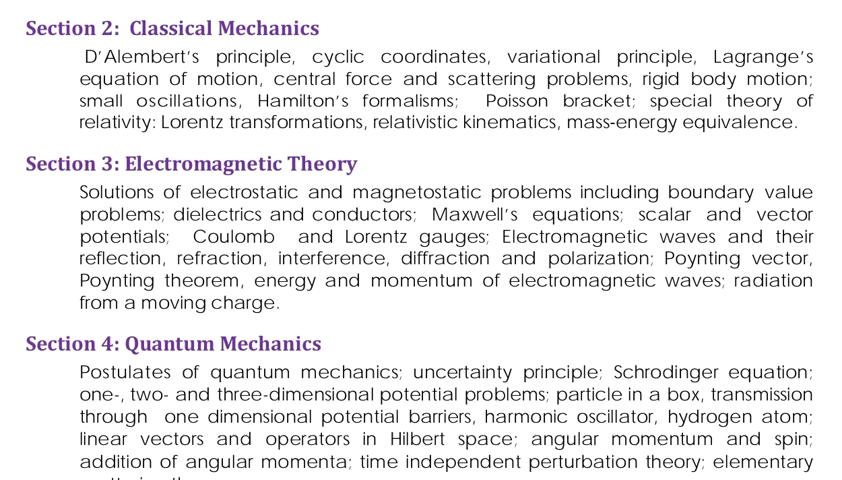 Section 2: Classical Mechanics
D'Alembert's principle, cyclic coordinates, variational principle, Lagrange's
equation of motion, central force and scattering problems, rigid body motion;
small oscillations, Hamilton's formalisms; Poisson bracket; special theory of
relativity: Lorentz transformations, relativistic kinematics, mass-energy equivalence.
Section 3: Electromagnetic Theory
Solutions of electrostatic and magnetostatic problems including boundary value
problems; dielectrics and conductors; Maxwell's equations; scalar and vector
potentials; Coulomb and Lorentz gauges; Electromagnetic waves and their
reflection, refraction, interference, diffraction and polarization; Poynting vector,
Poynting theorem, energy and momentum of electromagnetic waves; radiation
from a moving charge.
Section 4: Quantum Mechanics
Postulates of quantum mechanics; uncertainty principle; Schrodinger equation;
one-, two- and three-dimensional potential problems; particle in a box, transmission
through one dimensional potential barriers, harmonic oscillator, hydrogen atom;
linear vectors and operators in Hilbert space; angular momentum and spin;
addition of angular momenta; time independent perturbation theory; elementary